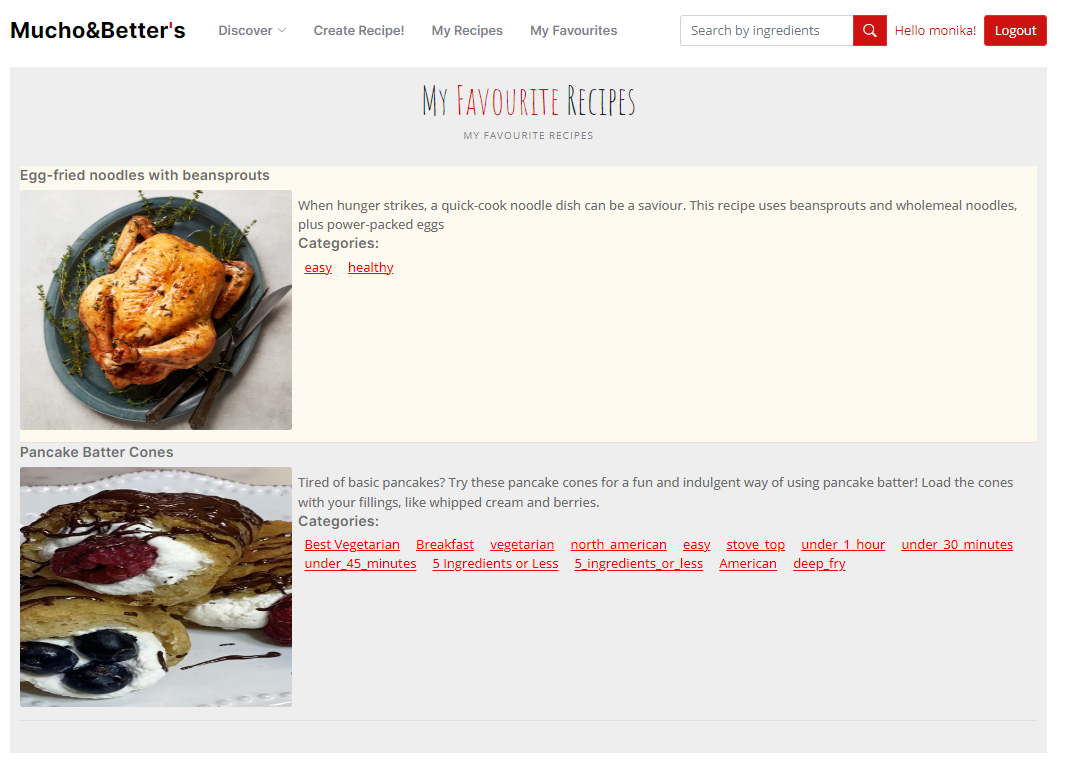 Mucho&Better's Discover Create Recipe! My Recipes My Favourites Search by ingredients Hello monika! Logout
My Favourite Recipes
MY FAVOURITE RECIPES
Egg-fried noodles with beansprouts
When hunger strikes, a quick-cook noodle dish can be a saviour. This recipe uses beansprouts and wholemeal noodles,
plus power-packed eggs
Categories:
easy healthy
Pancake Batter Cones
Tired of basic pancakes? Try these pancake cones for a fun and indulgent way of using pancake batter! Load the cones
with your fillings, like whipped cream and berries.
Categories:
Best Vegetarian Breakfast vegetarian north_american easy stove_top under_1_hour under_30_minutes
under_45_minutes 5 Ingredients or Less 5_ingredients_or_less American deep_fry